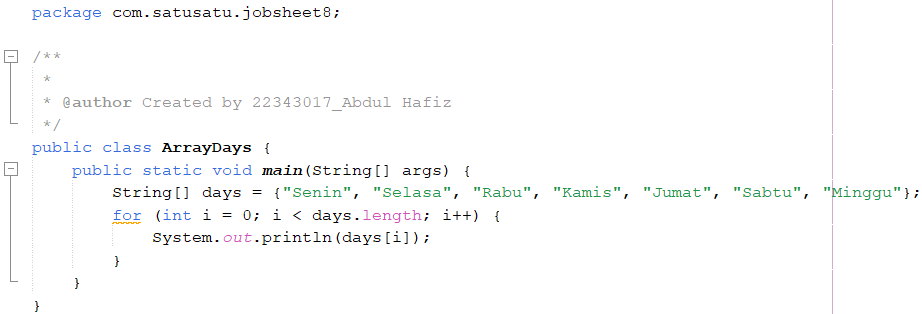 package com.satusatu.jobsheet8;
/**
 *
 * @author Created by 22343017_Abdul Hafiz
 */
public class ArrayDays {
    public static void main(String[] args) {
        String[] days = {"Senin", "Selasa", "Rabu", "Kamis", "Jumat", "Sabtu", "Minggu"};
        for (int i = 0; i < days.length; i++) {
            System.out.println(days[i]);
        }
    }
}